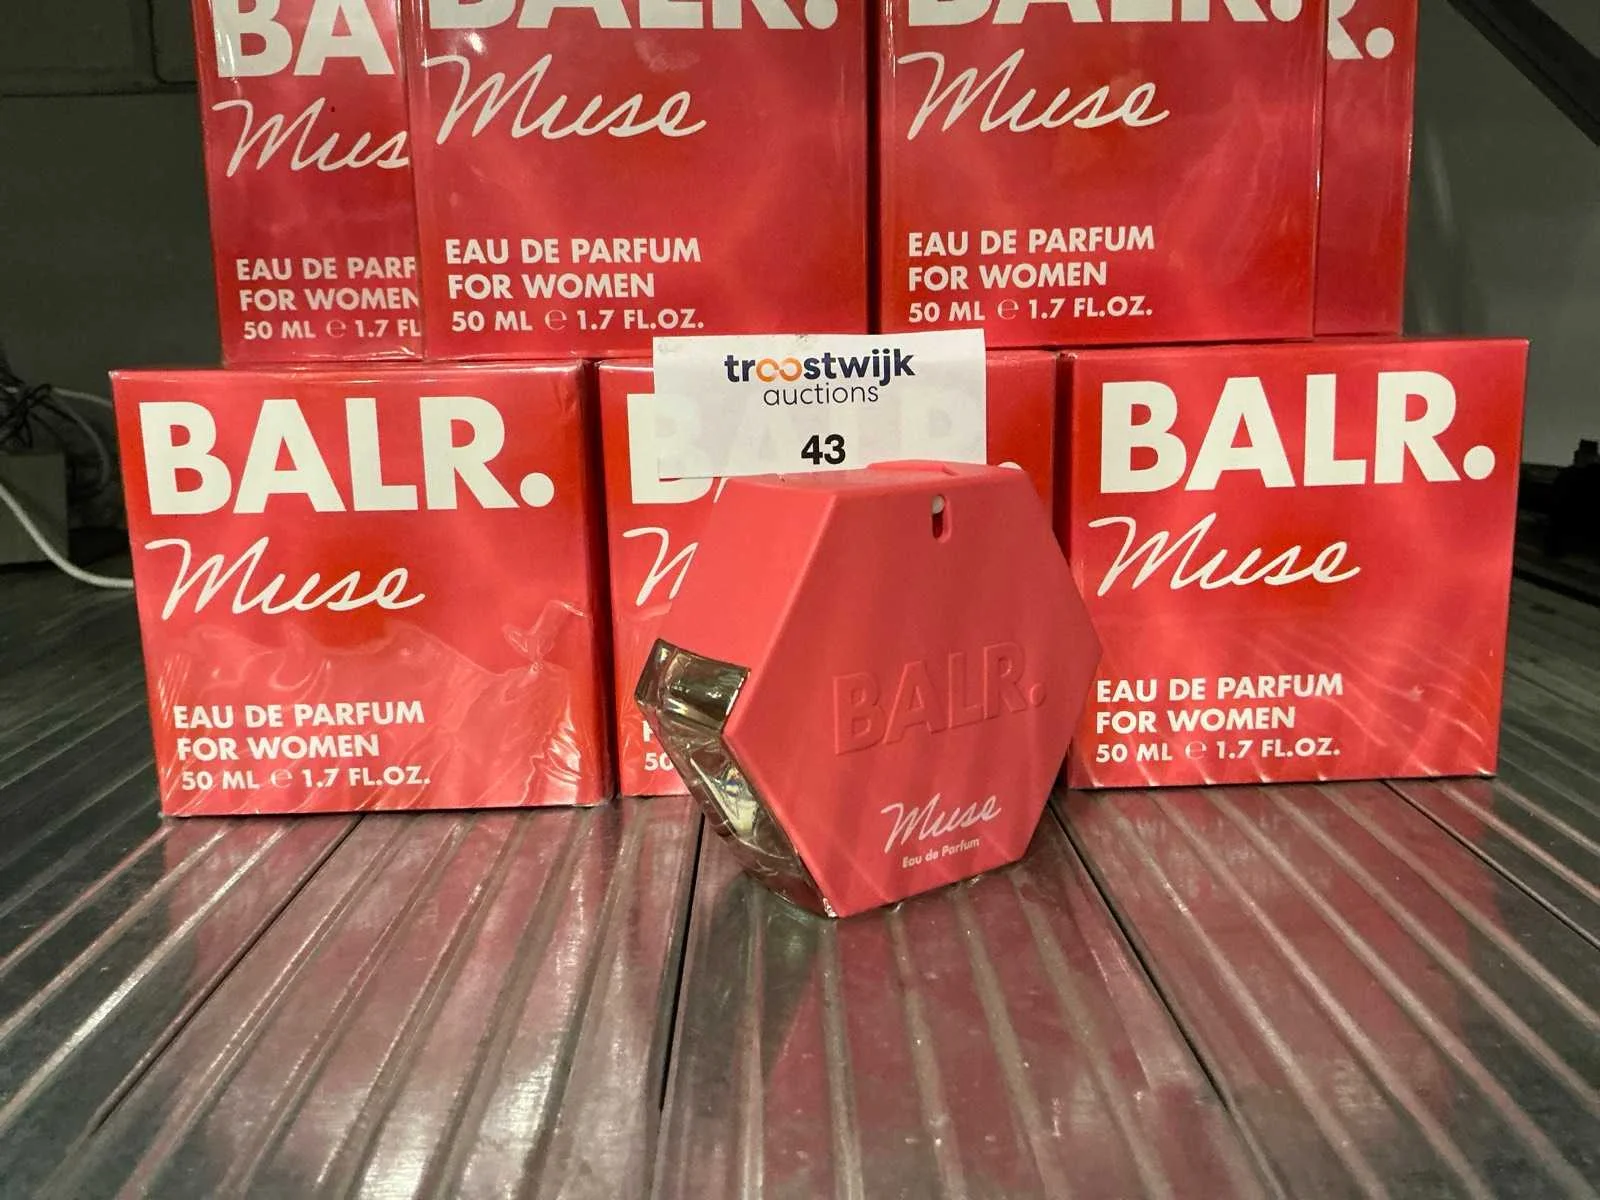 BALR.
Muse
EAU DE PARFUM
FOR WOMEN
50 ML ℮ 1.7 FL.OZ.
BALR.
Muse
EAU DE PARFUM
FOR WOMEN
50 ML ℮ 1.7 FL.OZ.
troostwijk
auctions
43
BALR.
Muse
EAU DE PARFUM
FOR WOMEN
50 ML ℮ 1.7 FL.OZ.
BALR.
Muse
EAU DE PARFUM
FOR WOMEN
50 ML ℮ 1.7 FL.OZ.
BALR.
Muse
Eau de Parfum